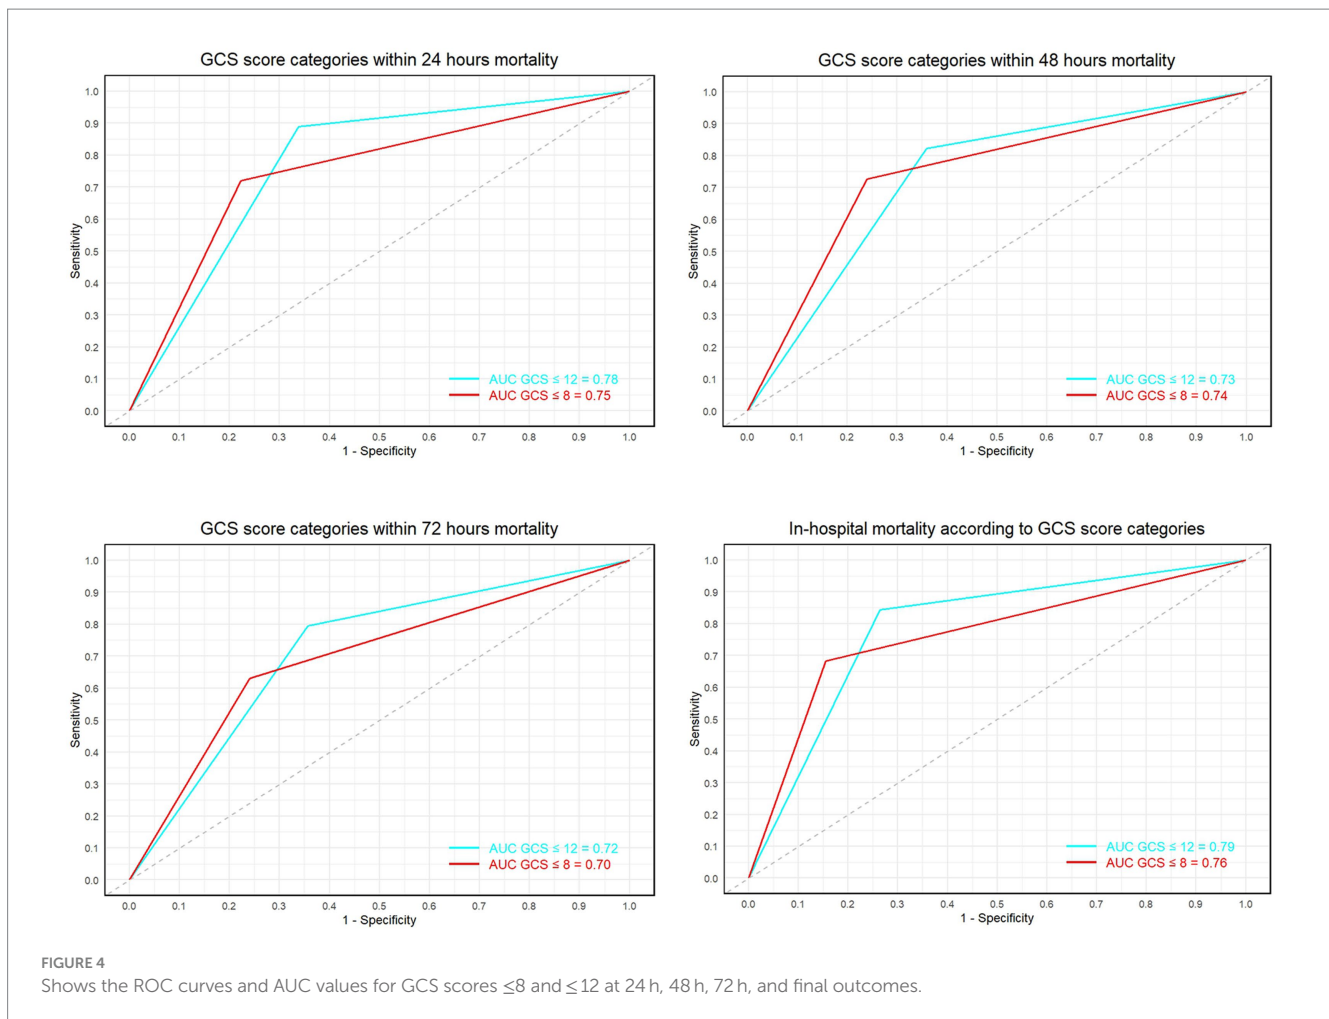 GCS score categories within 24 hours mortality
1.0
0.9
0.8
0.7
0.6
0.5
0.4
0.3
0.2
0.1
0.0
Sensitivity
AUC GCS ≤ 12 = 0.78
AUC GCS ≤ 8 = 0.75
0.0 0.1 0.2 0.3 0.4 0.5 0.6 0.7 0.8 0.9 1.0
1 - Specificity
GCS score categories within 48 hours mortality
1.0
0.9
0.8
0.7
0.6
0.5
0.4
0.3
0.2
0.1
0.0
Sensitivity
AUC GCS ≤ 12 = 0.73
AUC GCS ≤ 8 = 0.74
0.0 0.1 0.2 0.3 0.4 0.5 0.6 0.7 0.8 0.9 1.0
1 - Specificity
GCS score categories within 72 hours mortality
1.0
0.9
0.8
0.7
0.6
0.5
0.4
0.3
0.2
0.1
0.0
Sensitivity
AUC GCS ≤ 12 = 0.72
AUC GCS ≤ 8 = 0.70
0.0 0.1 0.2 0.3 0.4 0.5 0.6 0.7 0.8 0.9 1.0
1 - Specificity
In-hospital mortality according to GCS score categories
1.0
0.9
0.8
0.7
0.6
0.5
0.4
0.3
0.2
0.1
0.0
Sensitivity
AUC GCS ≤ 12 = 0.79
AUC GCS ≤ 8 = 0.76
0.0 0.1 0.2 0.3 0.4 0.5 0.6 0.7 0.8 0.9 1.0
1 - Specificity
FIGURE 4
Shows the ROC curves and AUC values for GCS scores ≤8 and ≤12 at 24 h, 48 h, 72 h, and final outcomes.